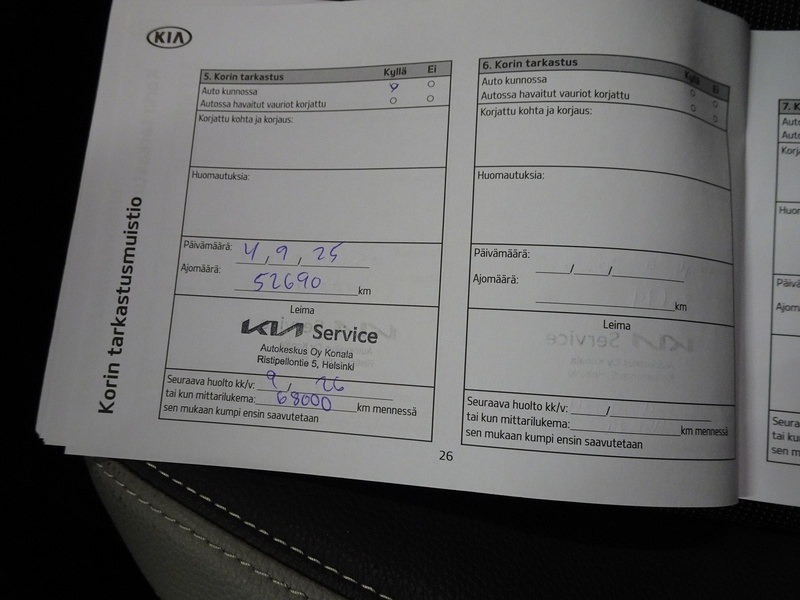 KIA
Korin tarkastusmuistio
5. Korin tarkastus Kyllä Ei
Auto kunnossa
Autossa havaitut vauriot korjattu
Korjattu kohta ja korjaus:
Huomautuksia:
Päivämäärä: 4, 9, 25
Ajomäärä: 52690 km
Leima
KIA Service
Autokeskus Oy Konala
Ristipellontie 5, Helsinki
Seuraava huolto kk/v: 9, 26
tai kun mittarilukema: 68000 km mennessä
sen mukaan kumpi ensin saavutetaan
6. Korin tarkastus Kyllä Ei
Auto kunnossa
Autossa havaitut vauriot korjattu
Korjattu kohta ja korjaus:
Huomautuksia:
Päivämäärä: / /
Ajomäärä: km
Leima
Seuraava huolto kk/v: /
tai kun mittarilukema: km mennessä
sen mukaan kumpi ensin saavutetaan
26